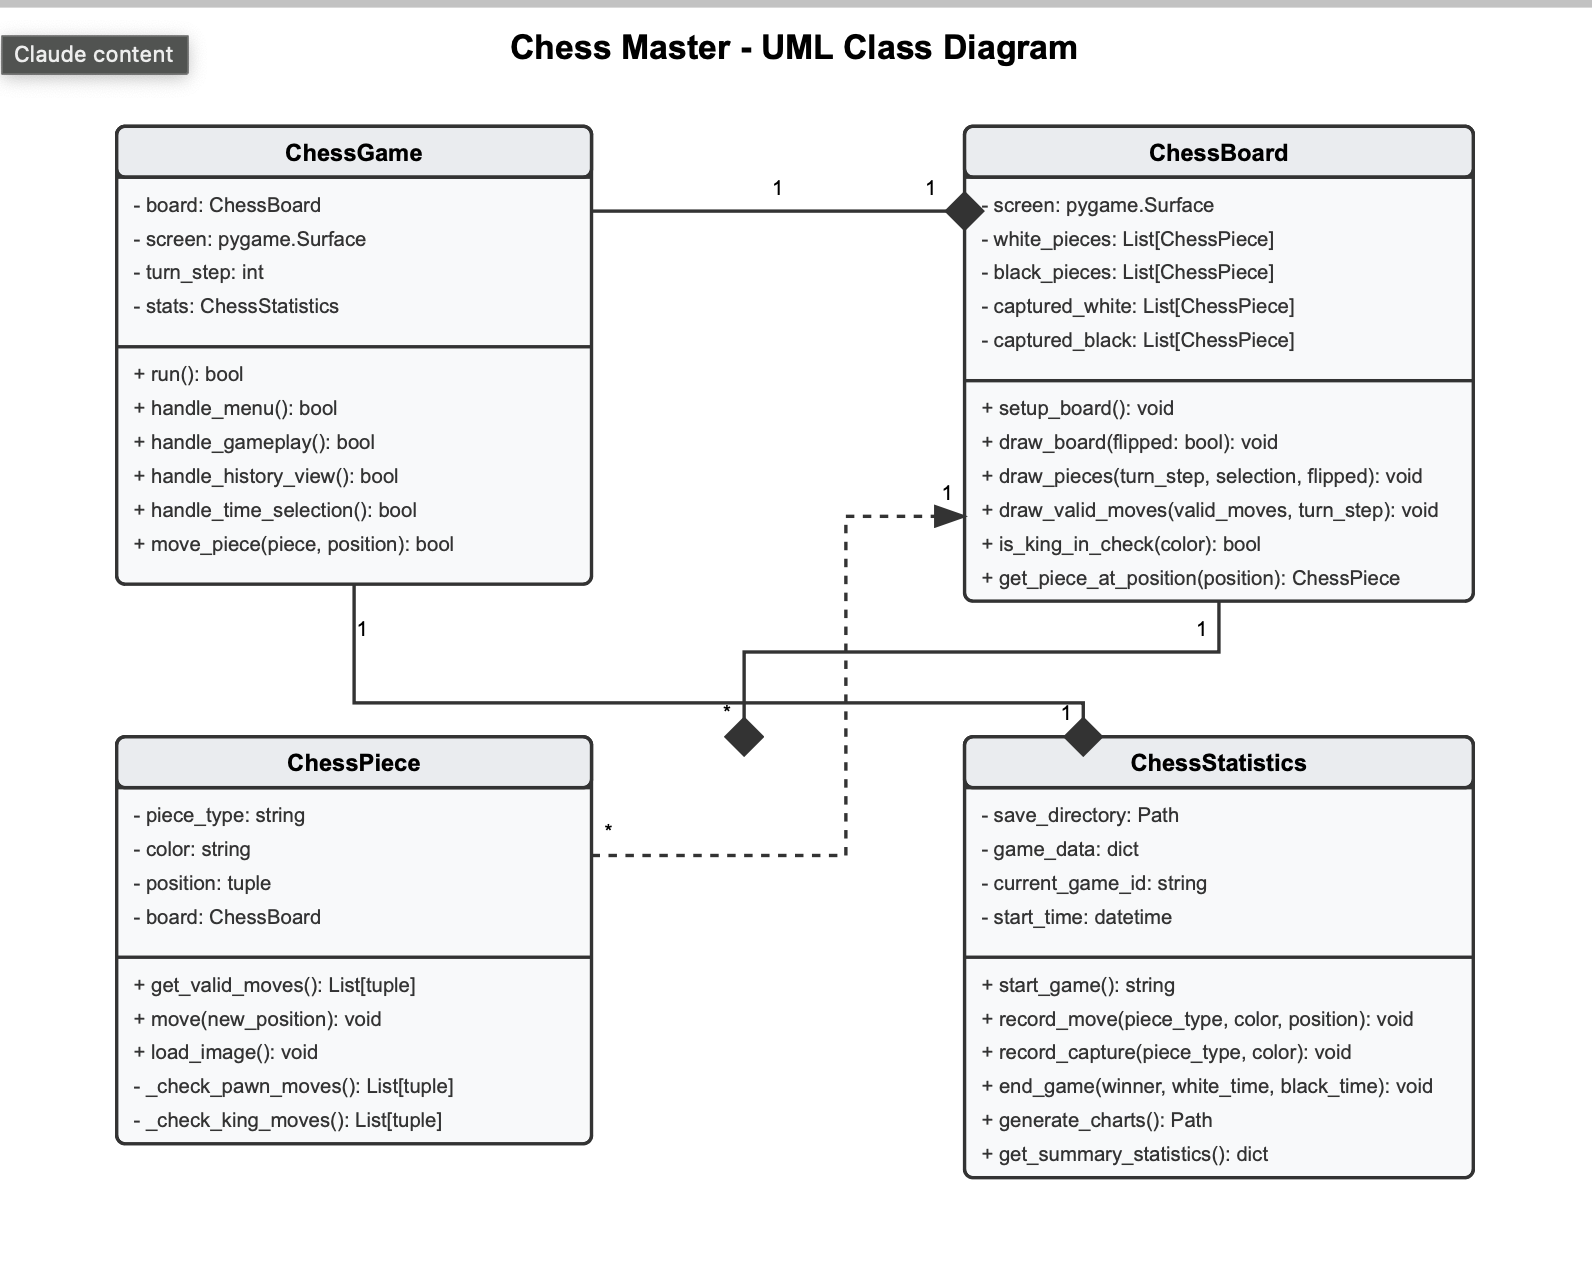 Claude content
Chess Master - UML Class Diagram
ChessGame
- board: ChessBoard
- screen: pygame.Surface
- turn_step: int
- stats: ChessStatistics
+ run(): bool
+ handle_menu(): bool
+ handle_gameplay(): bool
+ handle_history_view(): bool
+ handle_time_selection(): bool
+ move_piece(piece, position): bool
1
1
ChessBoard
- screen: pygame.Surface
- white_pieces: List[ChessPiece]
- black_pieces: List[ChessPiece]
- captured_white: List[ChessPiece]
- captured_black: List[ChessPiece]
+ setup_board(): void
+ draw_board(flipped: bool): void
+ draw_pieces(turn_step, selection, flipped): void
+ draw_valid_moves(valid_moves, turn_step): void
+ is_king_in_check(color): bool
+ get_piece_at_position(position): ChessPiece
1
1
1
*
1
ChessPiece
- piece_type: string
- color: string
- position: tuple
- board: ChessBoard
+ get_valid_moves(): List[tuple]
+ move(new_position): void
+ load_image(): void
- _check_pawn_moves(): List[tuple]
- _check_king_moves(): List[tuple]
*
ChessStatistics
- save_directory: Path
- game_data: dict
- current_game_id: string
- start_time: datetime
+ start_game(): string
+ record_move(piece_type, color, position): void
+ record_capture(piece_type, color): void
+ end_game(winner, white_time, black_time): void
+ generate_charts(): Path
+ get_summary_statistics(): dict